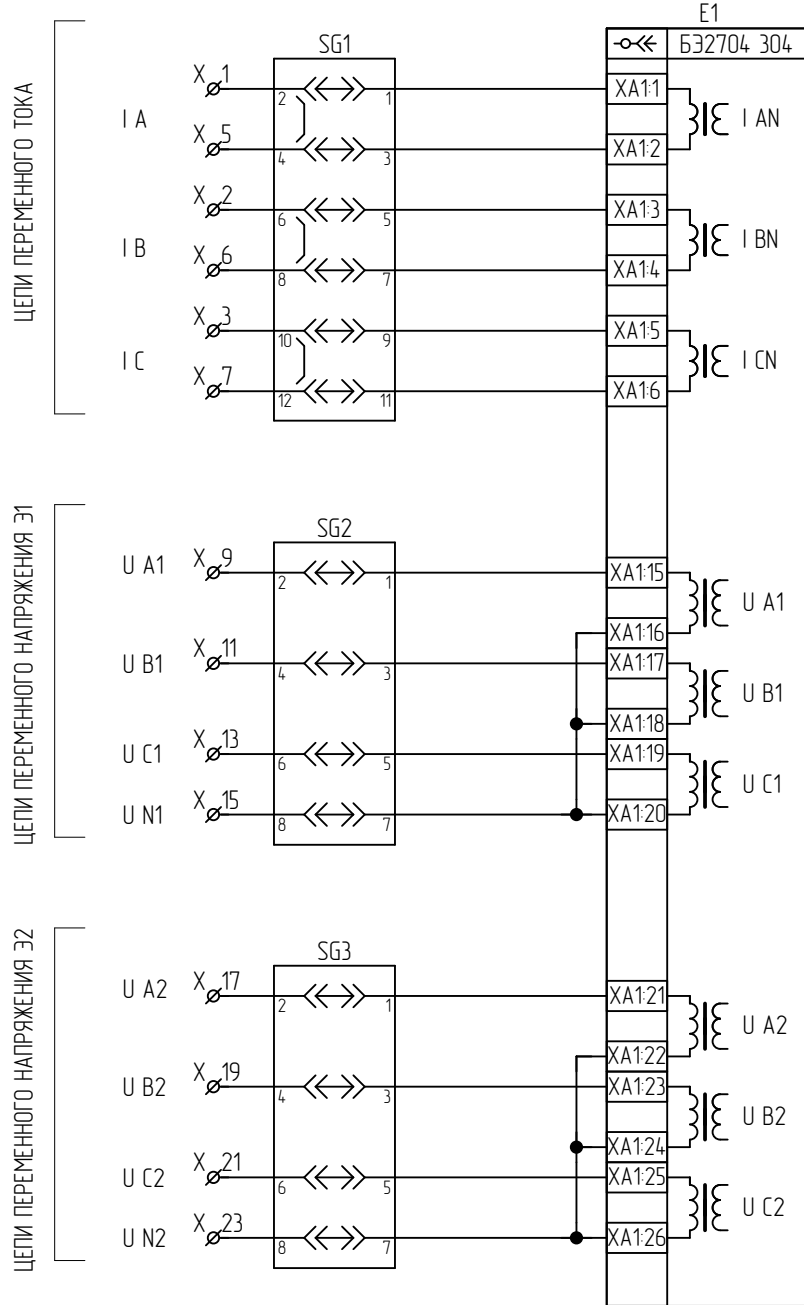 E1
SG1
БЭ2704 304
ЦЕПИ ПЕРЕМЕННОГО ТОКА
X 1
2
1
XA1:1
I A
I AN
X 5
4
3
XA1:2
X 2
6
5
XA1:3
I B
I BN
X 6
8
7
XA1:4
X 3
10
9
XA1:5
I C
I CN
X 7
12
11
XA1:6
ЦЕПИ ПЕРЕМЕННОГО НАПРЯЖЕНИЯ Э1
SG2
U A1
X 9
2
1
XA1:15
U A1
XA1:16
U B1
X 11
4
3
XA1:17
U B1
XA1:18
U C1
X 13
6
5
XA1:19
U C1
U N1
X 15
8
7
XA1:20
ЦЕПИ ПЕРЕМЕННОГО НАПРЯЖЕНИЯ Э2
SG3
U A2
X 17
2
1
XA1:21
U A2
XA1:22
U B2
X 19
4
3
XA1:23
U B2
XA1:24
U C2
X 21
6
5
XA1:25
U C2
U N2
X 23
8
7
XA1:26